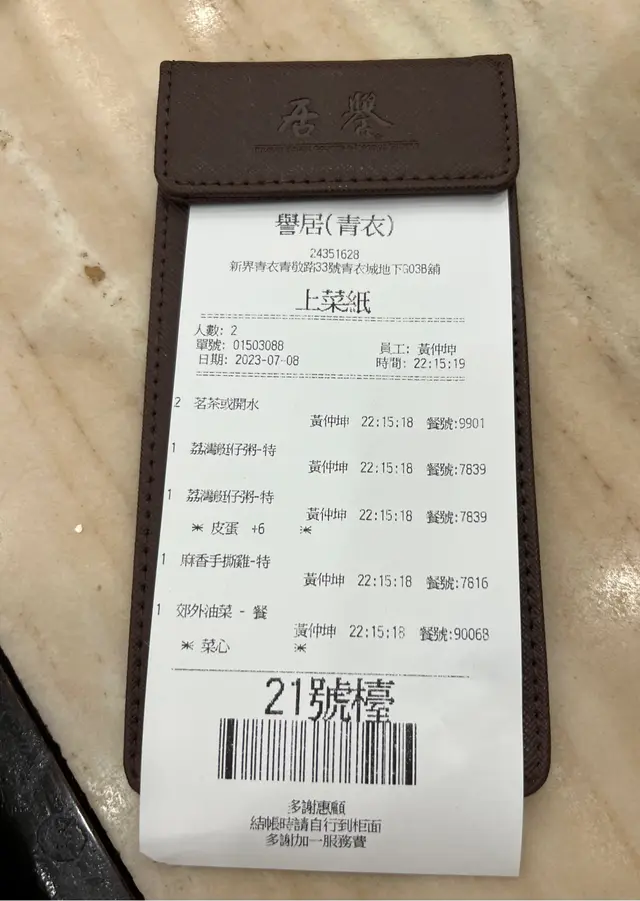 居譽
譽居(青衣)
24351628
新界青衣青敬路33號青衣城地下G03B舖
上菜紙
人數: 2
單號: 01503088 員工: 黃仲坤
日期: 2023-07-08 時間: 22:15:19
2 茗茶或開水
黃仲坤 22:15:18 餐號:9901
1 荔灣艇仔粥-特
黃仲坤 22:15:18 餐號:7839
1 荔灣艇仔粥-特
黃仲坤 22:15:18 餐號:7839
* 皮蛋 +6 *
1 麻香手撕雞-特
黃仲坤 22:15:18 餐號:7816
1 郊外油菜 - 餐
黃仲坤 22:15:18 餐號:90068
* 菜心 *
21號檯
多謝惠顧
結帳時請自行到柜面
多謝加一服務費